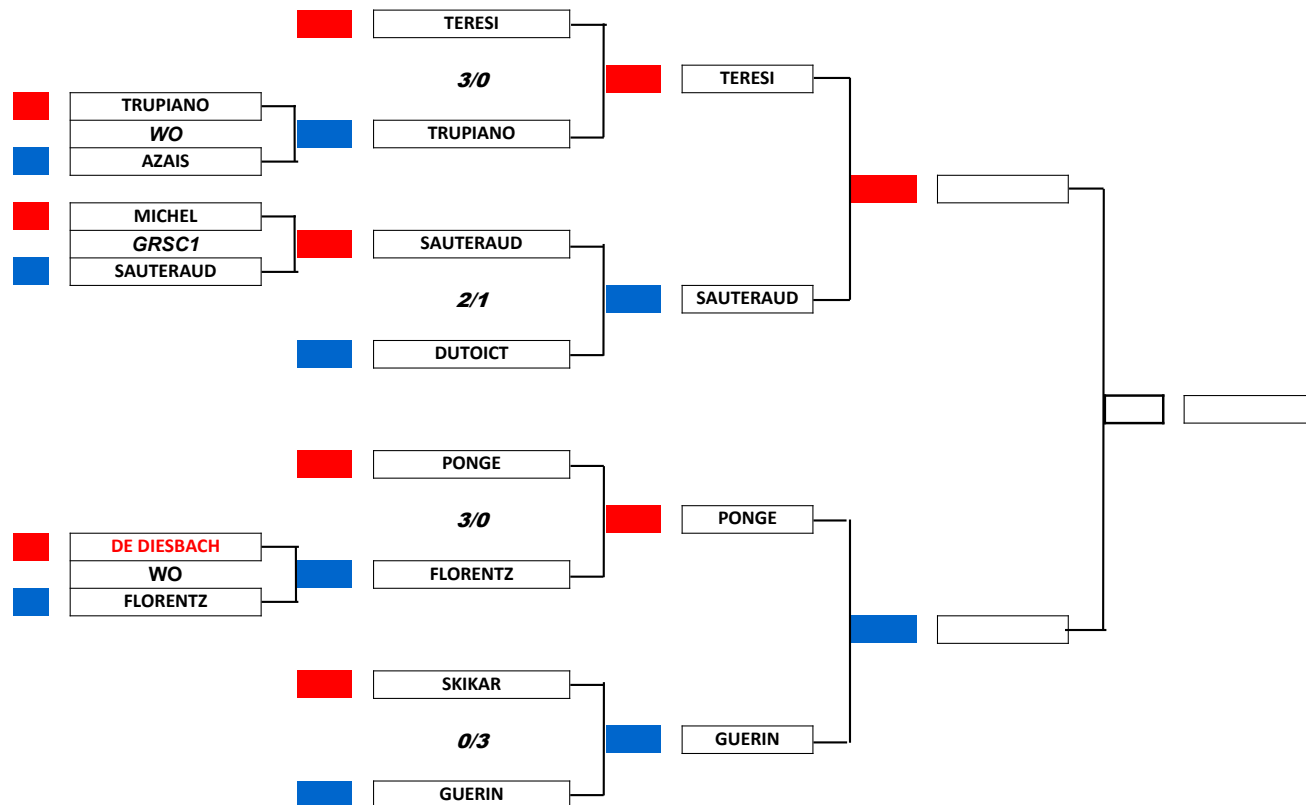 TERESI
3/0
TERESI
TRUPIANO
WO
TRUPIANO
AZAIS
MICHEL
GRSC1
SAUTERAUD
SAUTERAUD
2/1
SAUTERAUD
DUTOICT
PONGE
3/0
PONGE
DE DIESBACH
WO
FLORENTZ
FLORENTZ
SKIKAR
0/3
GUERIN
GUERIN